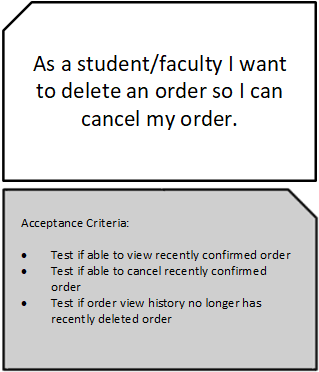 As a student/faculty I want
to delete an order so I can
cancel my order.
Acceptance Criteria:
• Test if able to view recently confirmed order
• Test if able to cancel recently confirmed
order
• Test if order view history no longer has
recently deleted order